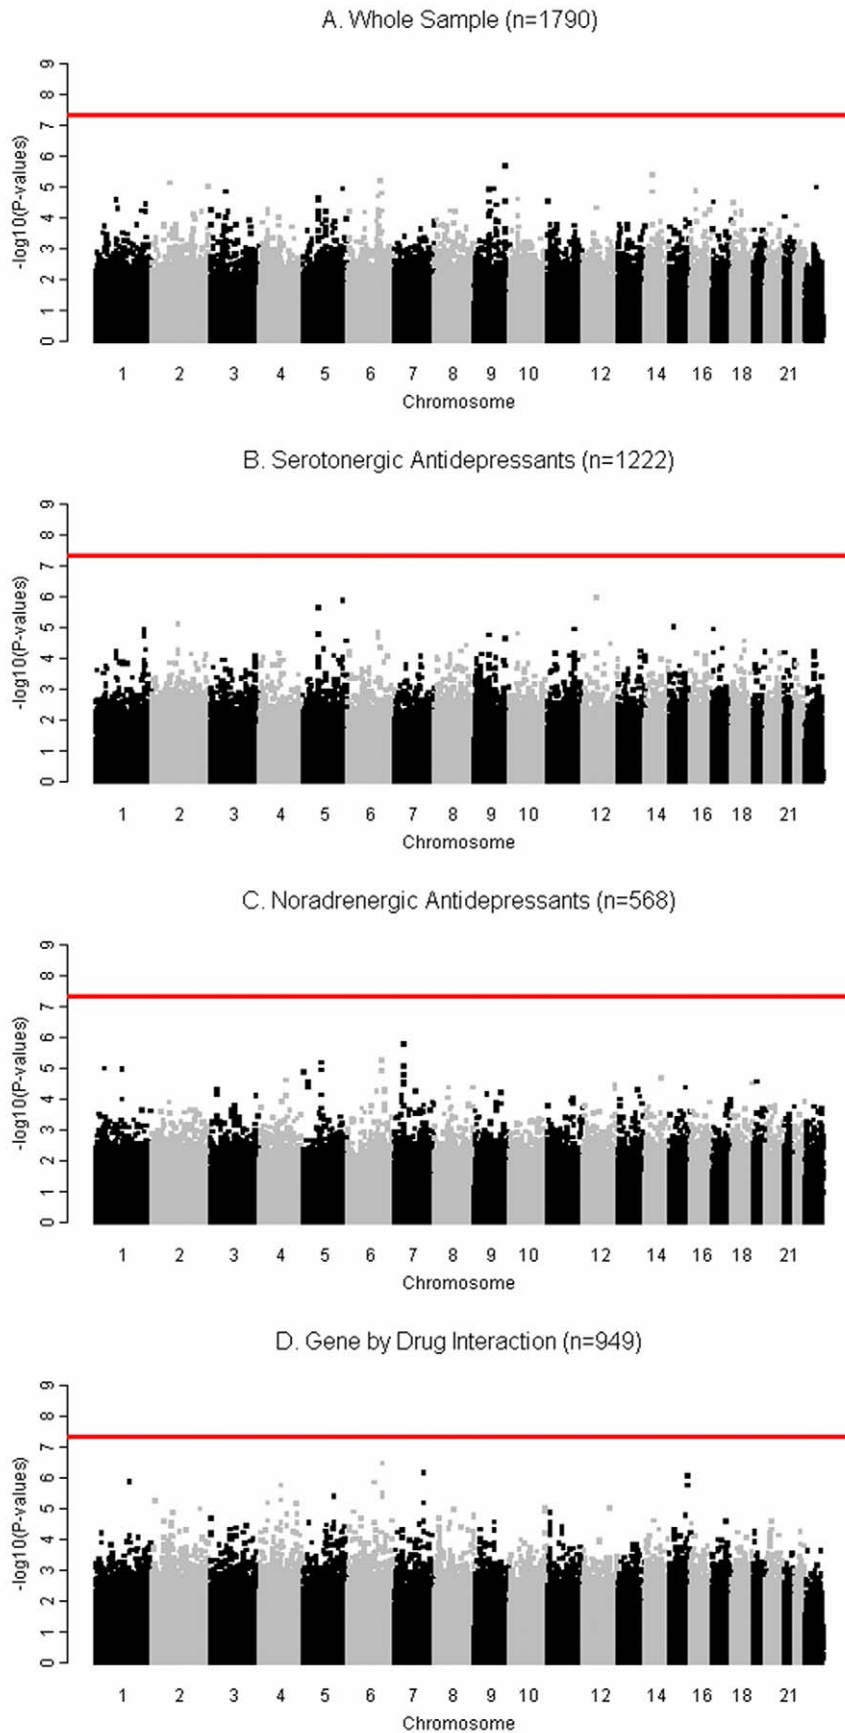 A. Whole Sample (n=1790)
9
8
7
6
5
4
3
2
1
0
-log10(P-values)
1 2 3 4 5 6 7 8 9 10 12 14 16 18 21
Chromosome
B. Serotonergic Antidepressants (n=1222)
9
8
7
6
5
4
3
2
1
0
-log10(P-values)
1 2 3 4 5 6 7 8 9 10 12 14 16 18 21
Chromosome
C. Noradrenergic Antidepressants (n=568)
9
8
7
6
5
4
3
2
1
0
-log10(P-values)
1 2 3 4 5 6 7 8 9 10 12 14 16 18 21
Chromosome
D. Gene by Drug Interaction (n=949)
9
8
7
6
5
4
3
2
1
0
-log10(P-values)
1 2 3 4 5 6 7 8 9 10 12 14 16 18 21
Chromosome